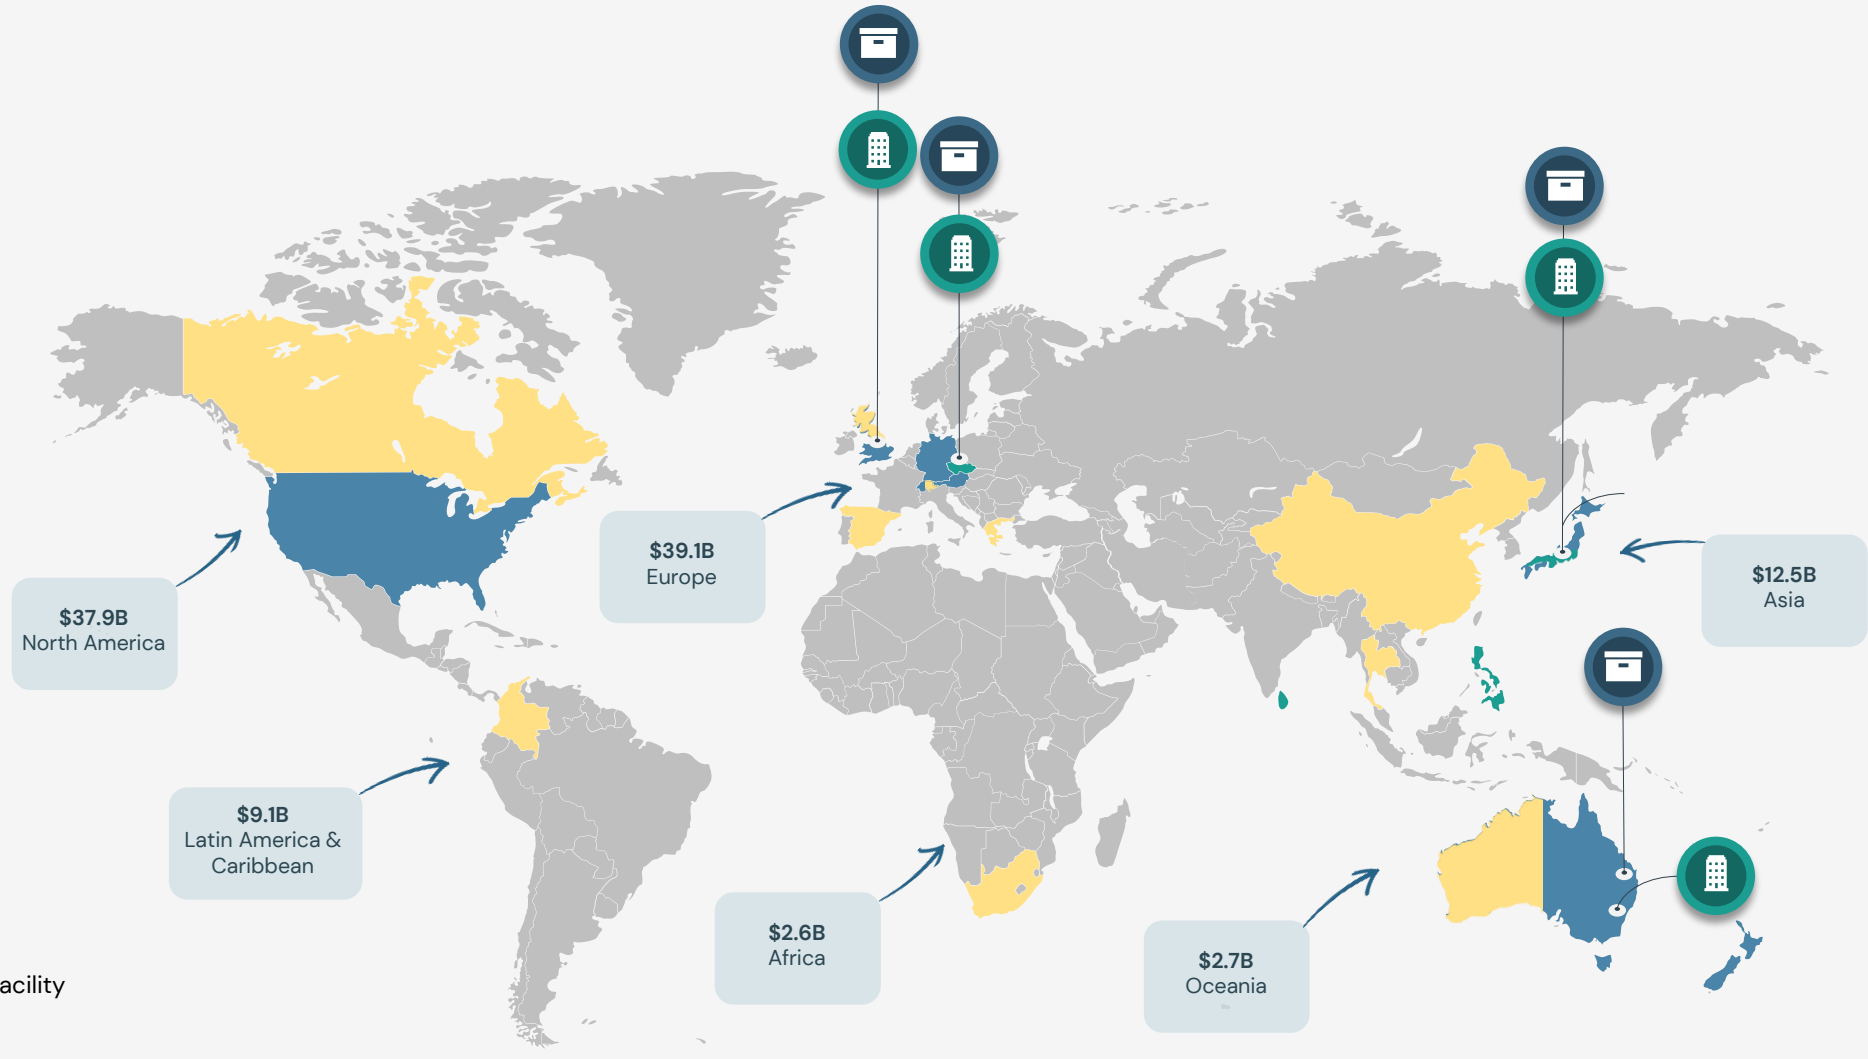 $39.1B
Europe
$12.5B
Asia
$37.9B
North America
$9.1B
Latin America &
Caribbean
$2.6B
Africa
$2.7B
Oceania
acility